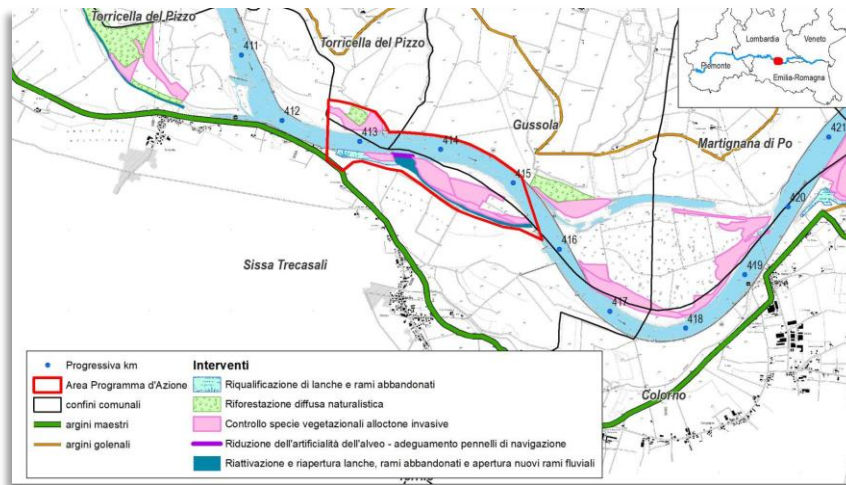 Torricella del Pizzo
Torricella del Pizzo
Lombardia
Veneto
Piemonte
Emilia-Romagna
411
412
413
414
Gussola
415
Martignana di Po
421
420
416
419
Sissa Trecasali
417
418
Colorno
Progressiva km
Area Programma d'Azione
confini comunali
argini maestri
argini golenali
Interventi
Riqualificazione di lanche e rami abbandonati
Riforestazione diffusa naturalistica
Controllo specie vegetazionali alloctone invasive
Riduzione dell'artificialità dell'alveo - adeguamento pennelli di navigazione
Riattivazione e riapertura lanche, rami abbandonati e apertura nuovi rami fluviali